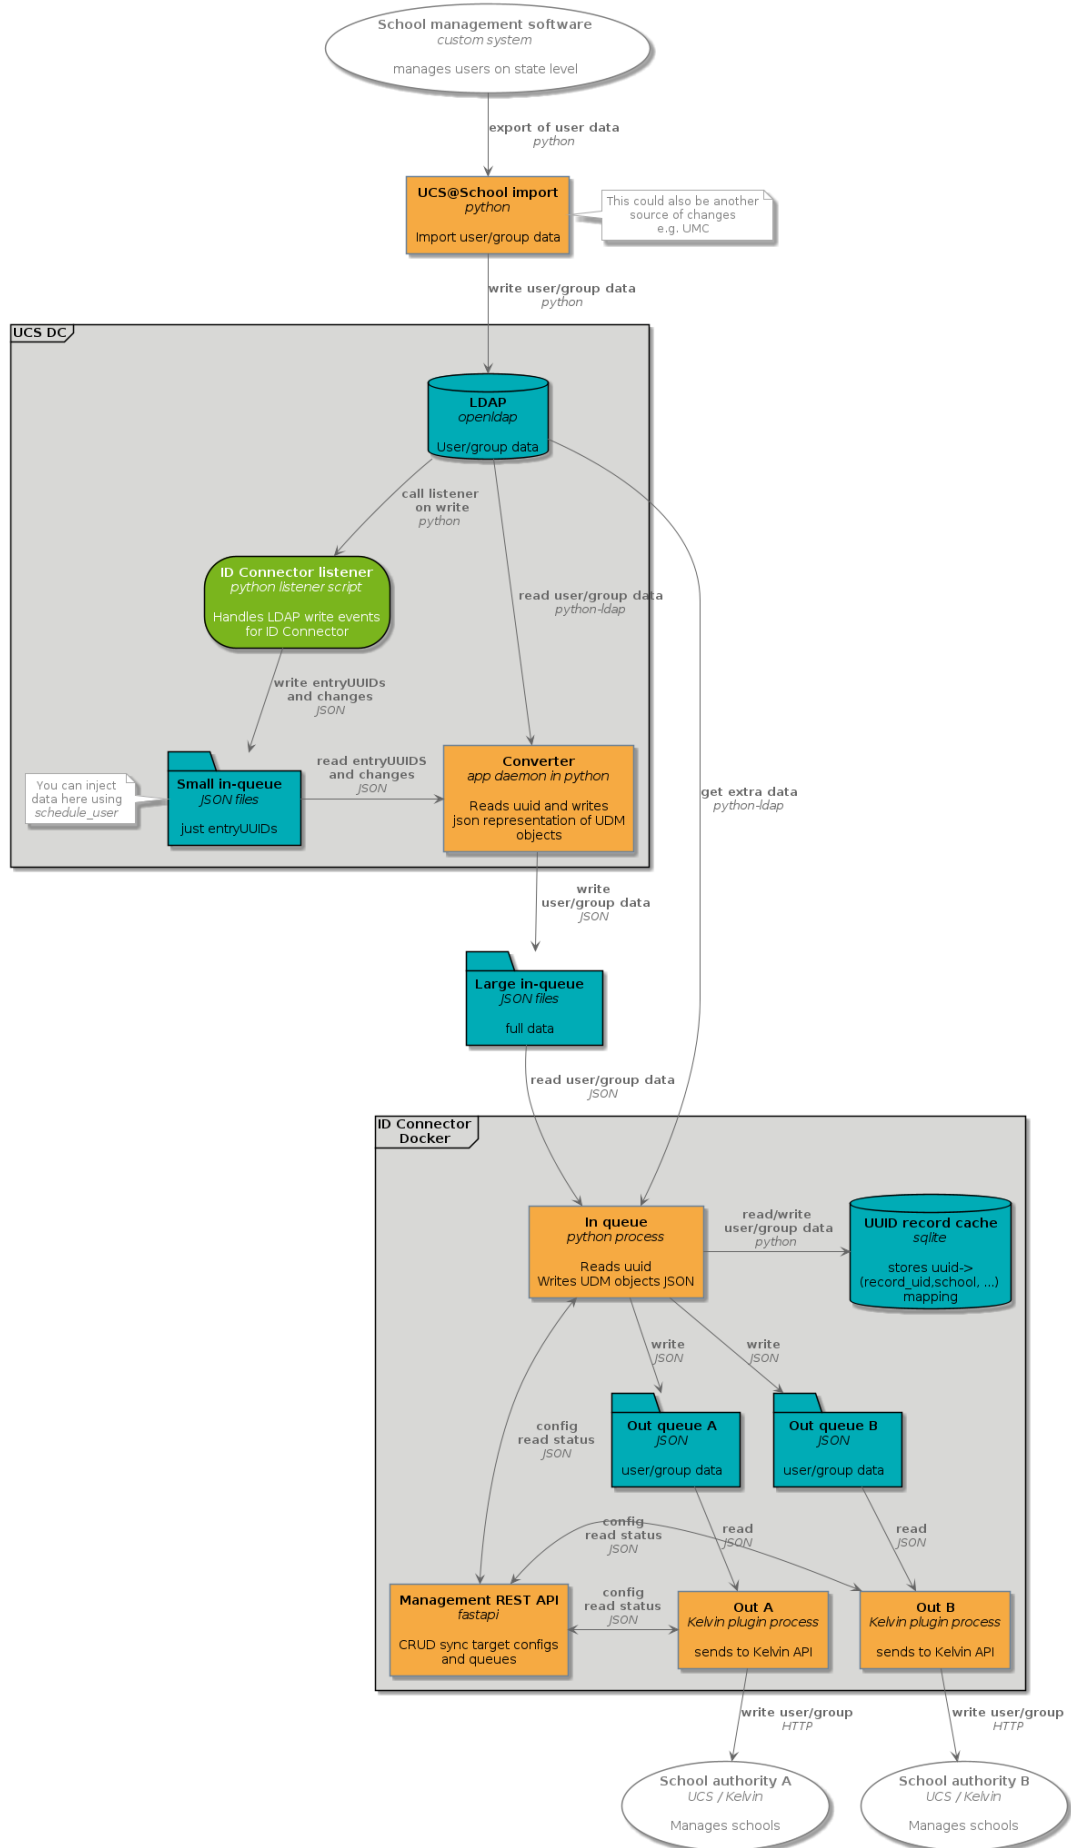 School management software
custom system
manages users on state level
export of user data
python
UCS@School import
python
Import user/group data
This could also be another
source of changes
e.g. UMC
write user/group data
python
UCS DC
LDAP
openldap
User/group data
call listener
on write
python
ID Connector listener
python listener script
Handles LDAP write events
for ID Connector
read user/group data
python-ldap
write entryUUIDs
and changes
JSON
You can inject
data here using
schedule_user
Small in-queue
JSON files
just entryUUIDs
read entryUUIDS
and changes
JSON
Converter
app daemon in python
Reads uuid and writes
json representation of UDM
objects
get extra data
python-ldap
write
user/group data
JSON
Large in-queue
JSON files
full data
read user/group data
JSON
ID Connector
Docker
In queue
python process
Reads uuid
Writes UDM objects JSON
read/write
user/group data
python
UUID record cache
sqlite
stores uuid->
(record_uid,school, ...)
mapping
write
JSON
write
JSON
config
read status
JSON
Out queue A
JSON
user/group data
Out queue B
JSON
user/group data
config
read status
JSON
read
JSON
read
JSON
Management REST API
fastapi
CRUD sync target configs
and queues
config
read status
JSON
Out A
Kelvin plugin process
sends to Kelvin API
Out B
Kelvin plugin process
sends to Kelvin API
write user/group
HTTP
write user/group
HTTP
School authority A
UCS / Kelvin
Manages schools
School authority B
UCS / Kelvin
Manages schools